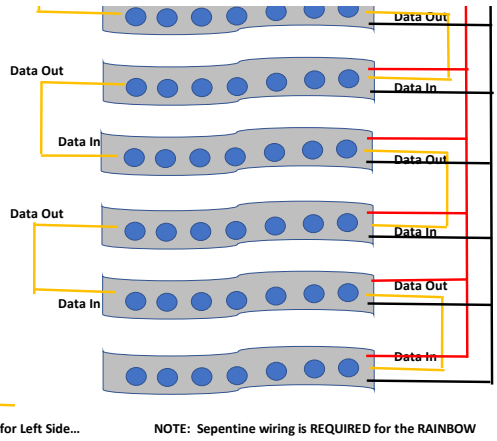 Data Out
Data Out
Data In
Data In
Data Out
Data Out
Data In
Data Out
Data In
Data In
for Left Side…
NOTE:  Sepentine wiring is REQUIRED for the RAINBOW